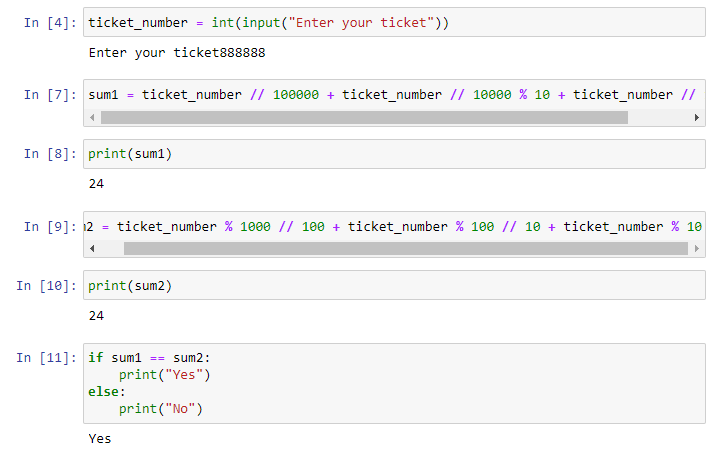 In [4]: ticket_number = int(input("Enter your ticket"))
Enter your ticket888888
In [7]: sum1 = ticket_number // 100000 + ticket_number // 10000 % 10 + ticket_number //
In [8]: print(sum1)
24
In [9]: m2 = ticket_number % 1000 // 100 + ticket_number % 100 // 10 + ticket_number % 10
In [10]: print(sum2)
24
In [11]: if sum1 == sum2:
print("Yes")
else:
print("No")
Yes